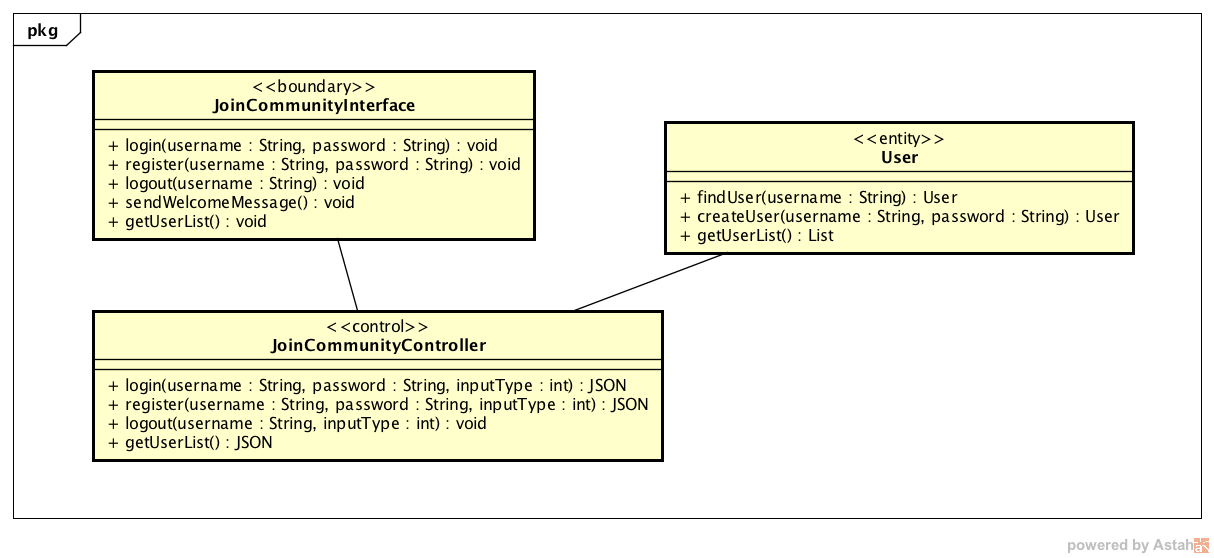 pkg
<<boundary>>
JoinCommunityInterface
+ login(username : String, password : String) : void
+ register(username : String, password : String) : void
+ logout(username : String) : void
+ sendWelcomeMessage() : void
+ getUserList() : void
<<entity>>
User
+ findUser(username : String) : User
+ createUser(username : String, password : String) : User
+ getUserList() : List
<<control>>
JoinCommunityController
+ login(username : String, password : String, inputType : int) : JSON
+ register(username : String, password : String, inputType : int) : JSON
+ logout(username : String, inputType : int) : void
+ getUserList() : JSON
powered by Astah